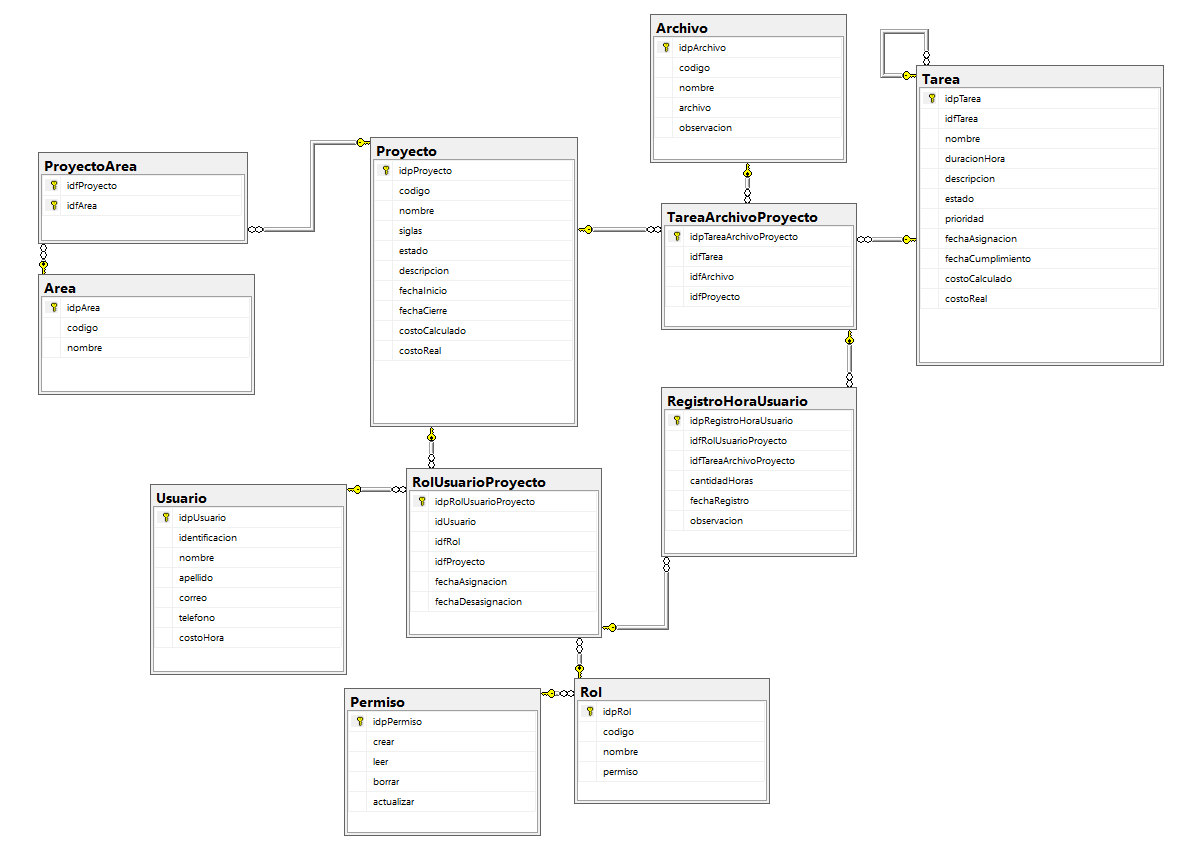 Archivo
idpArchivo
codigo
nombre
archivo
observacion
Tarea
idpTarea
idfTarea
nombre
duracionHora
descripcion
estado
prioridad
fechaAsignacion
fechaCumplimiento
costoCalculado
costoReal
ProyectoArea
idfProyecto
idfArea
Proyecto
idpProyecto
codigo
nombre
siglas
estado
descripcion
fechaInicio
fechaCierre
costoCalculado
costoReal
TareaArchivoProyecto
idpTareaArchivoProyecto
idfTarea
idfArchivo
idfProyecto
Area
idpArea
codigo
nombre
RegistroHoraUsuario
idpRegistroHoraUsuario
idfRolUsuarioProyecto
idfTareaArchivoProyecto
cantidadHoras
fechaRegistro
observacion
Usuario
idpUsuario
identificacion
nombre
apellido
correo
telefono
costoHora
RolUsuarioProyecto
idpRolUsuarioProyecto
idUsuario
idfRol
idfProyecto
fechaAsignacion
fechaDesasignacion
Permiso
idpPermiso
crear
leer
borrar
actualizar
Rol
idpRol
codigo
nombre
permiso